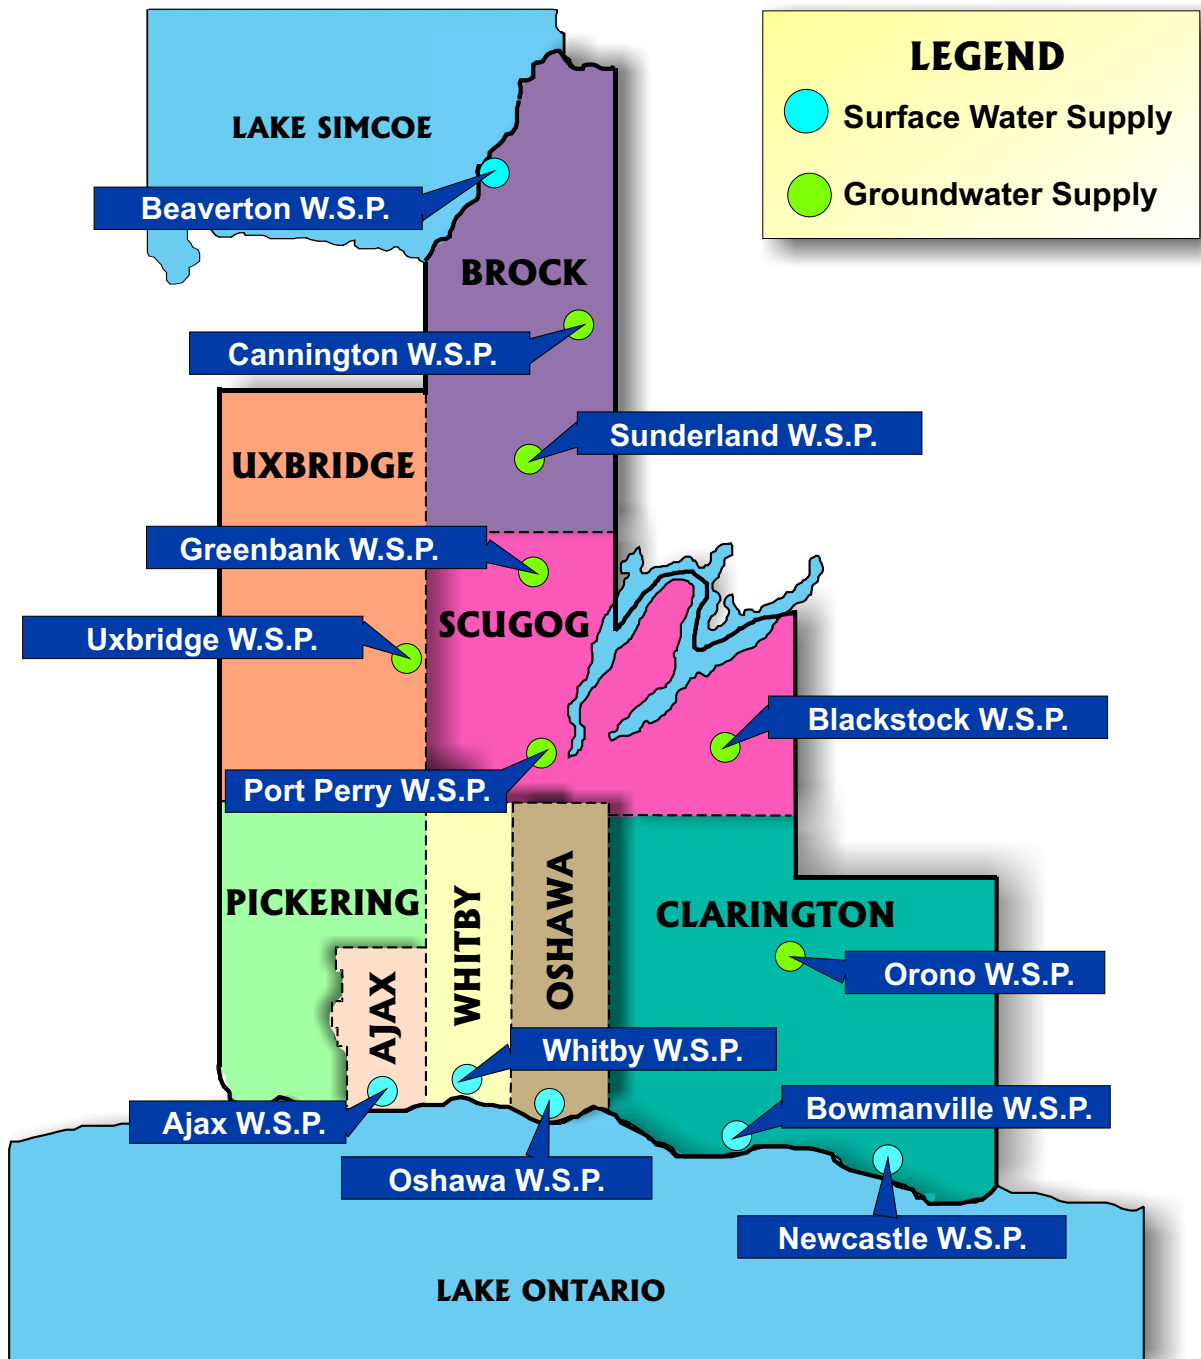 LEGEND
Surface Water Supply
Groundwater Supply
LAKE SIMCOE
Beaverton W.S.P.
BROCK
Cannington W.S.P.
Sunderland W.S.P.
UXBRIDGE
Greenbank W.S.P.
SCUGOG
Uxbridge W.S.P.
Blackstock W.S.P.
Port Perry W.S.P.
PICKERING
WHITBY
OSHAWA
CLARINGTON
AJAX
Orono W.S.P.
Whitby W.S.P.
Ajax W.S.P.
Bowmanville W.S.P.
Oshawa W.S.P.
Newcastle W.S.P.
LAKE ONTARIO